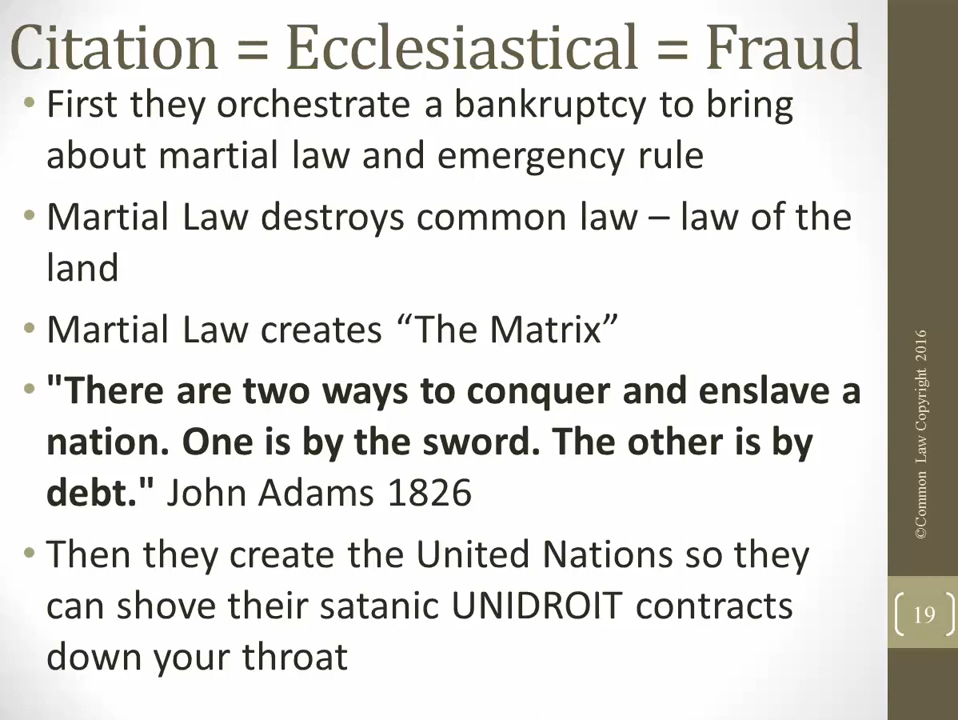 Citation = Ecclesiastical = Fraud
• First they orchestrate a bankruptcy to bring
about martial law and emergency rule
• Martial Law destroys common law – law of the
land
• Martial Law creates “The Matrix”
• "There are two ways to conquer and enslave a
nation. One is by the sword. The other is by
debt." John Adams 1826
• Then they create the United Nations so they
can shove their satanic UNIDROIT contracts
down your throat
©Common Law Copyright 2016
19